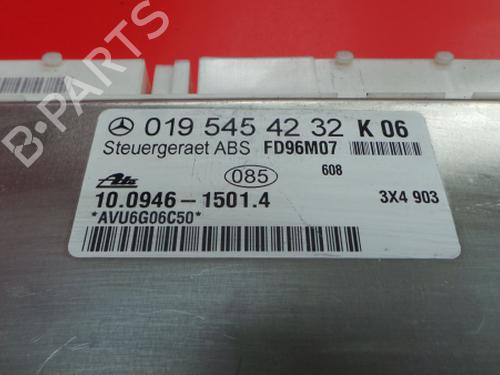 019 545 42 32 K 06
Steuergeraet ABS FD96M07
608
085
Ate
10.0946-1501.4
3X4 903
*AVU6G06C50*
B-PARTS